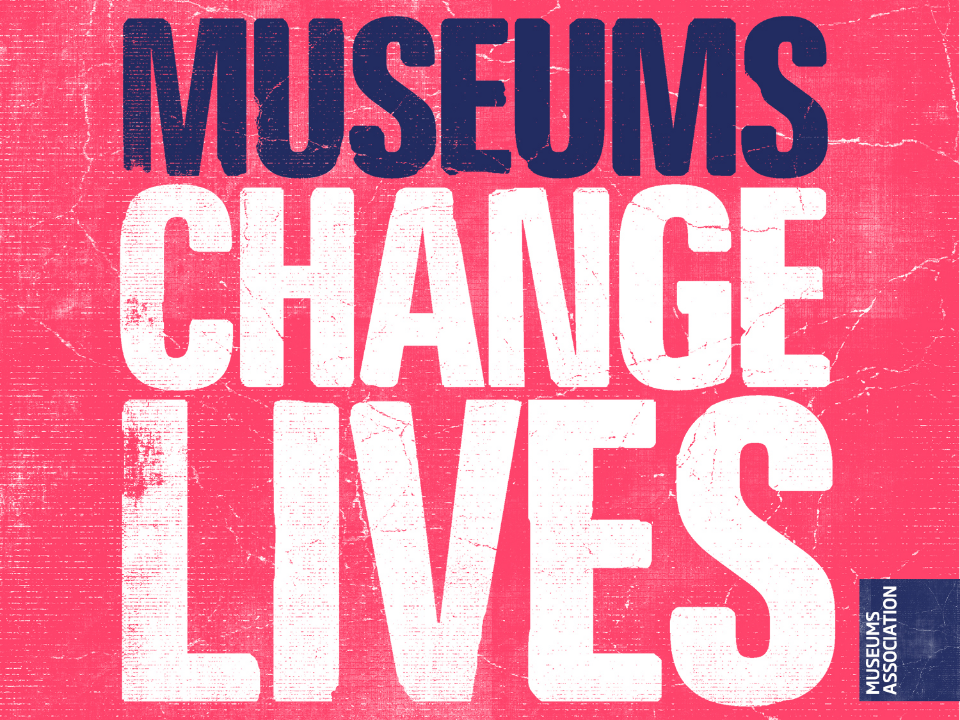 MUSEUMS
CHANGE
LIVES
MUSEUMS
ASSOCIATION